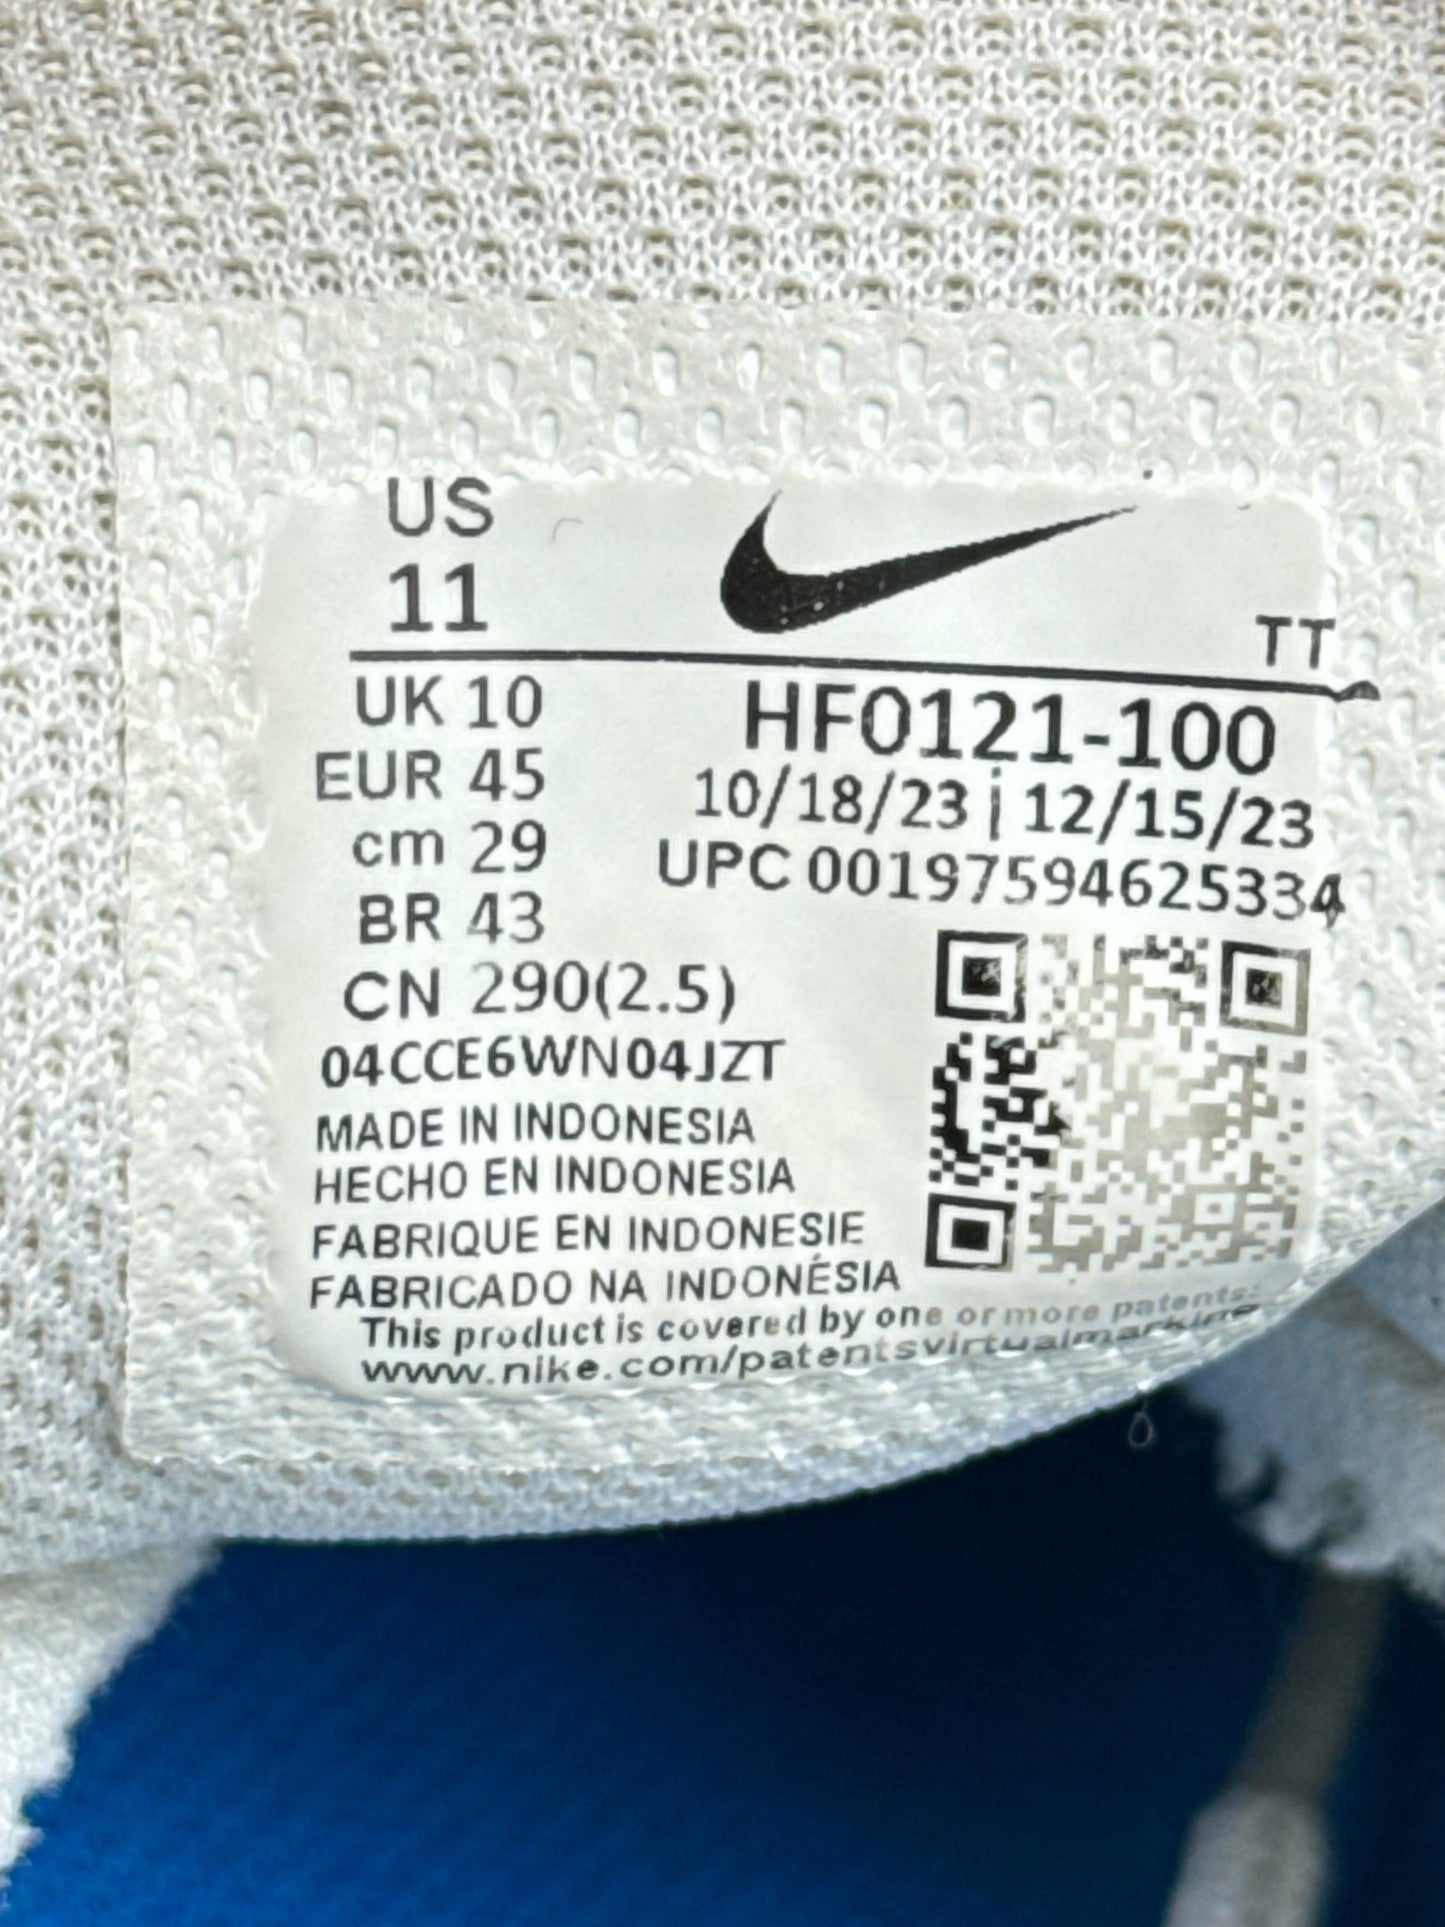 US
11
TT
UK 10
EUR 45
cm 29
BR 43
CN 290(2.5)
HF0121-100
10/18/23 | 12/15/23
UPC 00197594625334
04CCE6WN04JZT
MADE IN INDONESIA
HECHO EN INDONESIA
FABRIQUE EN INDONESIE
FABRICADO NA INDONÉSIA
This product is covered by one or more patents:
www.nike.com/patentsvirtualmarking